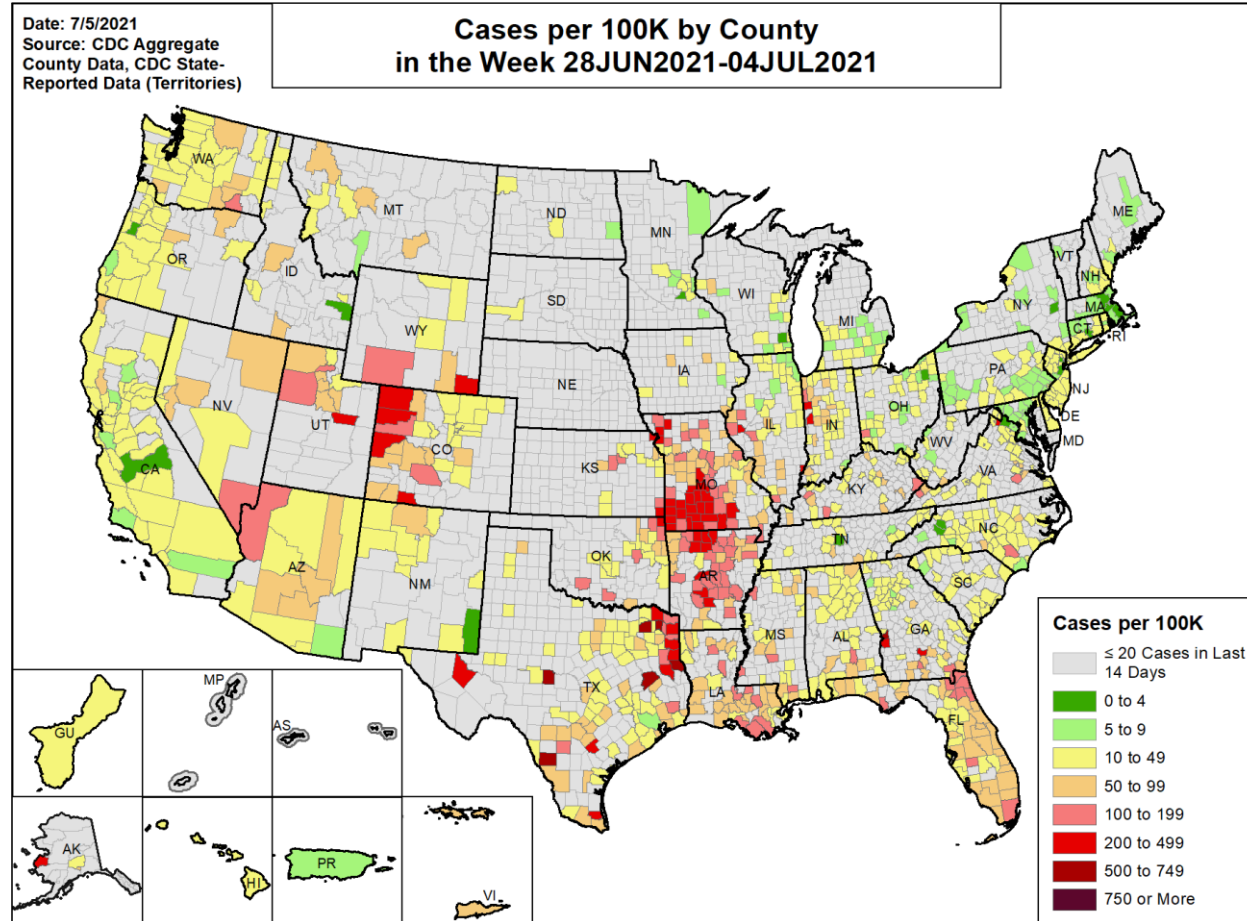 Date: 7/5/2021
Source: CDC Aggregate
County Data, CDC State-
Reported Data (Territories)
Cases per 100K by County
in the Week 28JUN2021-04JUL2021
WA
MT
ND
MN
ME
OR
ID
WI
VT
NH
SD
MI
NY
MA
WY
CT
RI
IA
PA
NE
NJ
NV
OH
IL
IN
DE
UT
MD
CO
WV
CA
KS
MO
VA
KY
NC
TN
OK
AZ
AR
NM
SC
MS
AL
GA
TX
LA
FL
MP
GU
AS
AK
HI
PR
VI
Cases per 100K
≤ 20 Cases in Last
14 Days
0 to 4
5 to 9
10 to 49
50 to 99
100 to 199
200 to 499
500 to 749
750 or More